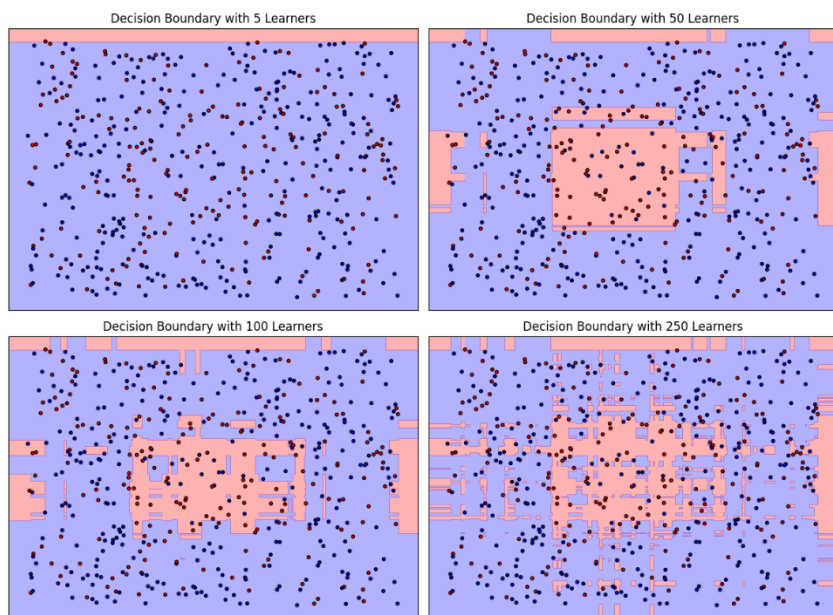 Decision Boundary with 5 Learners
Decision Boundary with 50 Learners
Decision Boundary with 100 Learners
Decision Boundary with 250 Learners